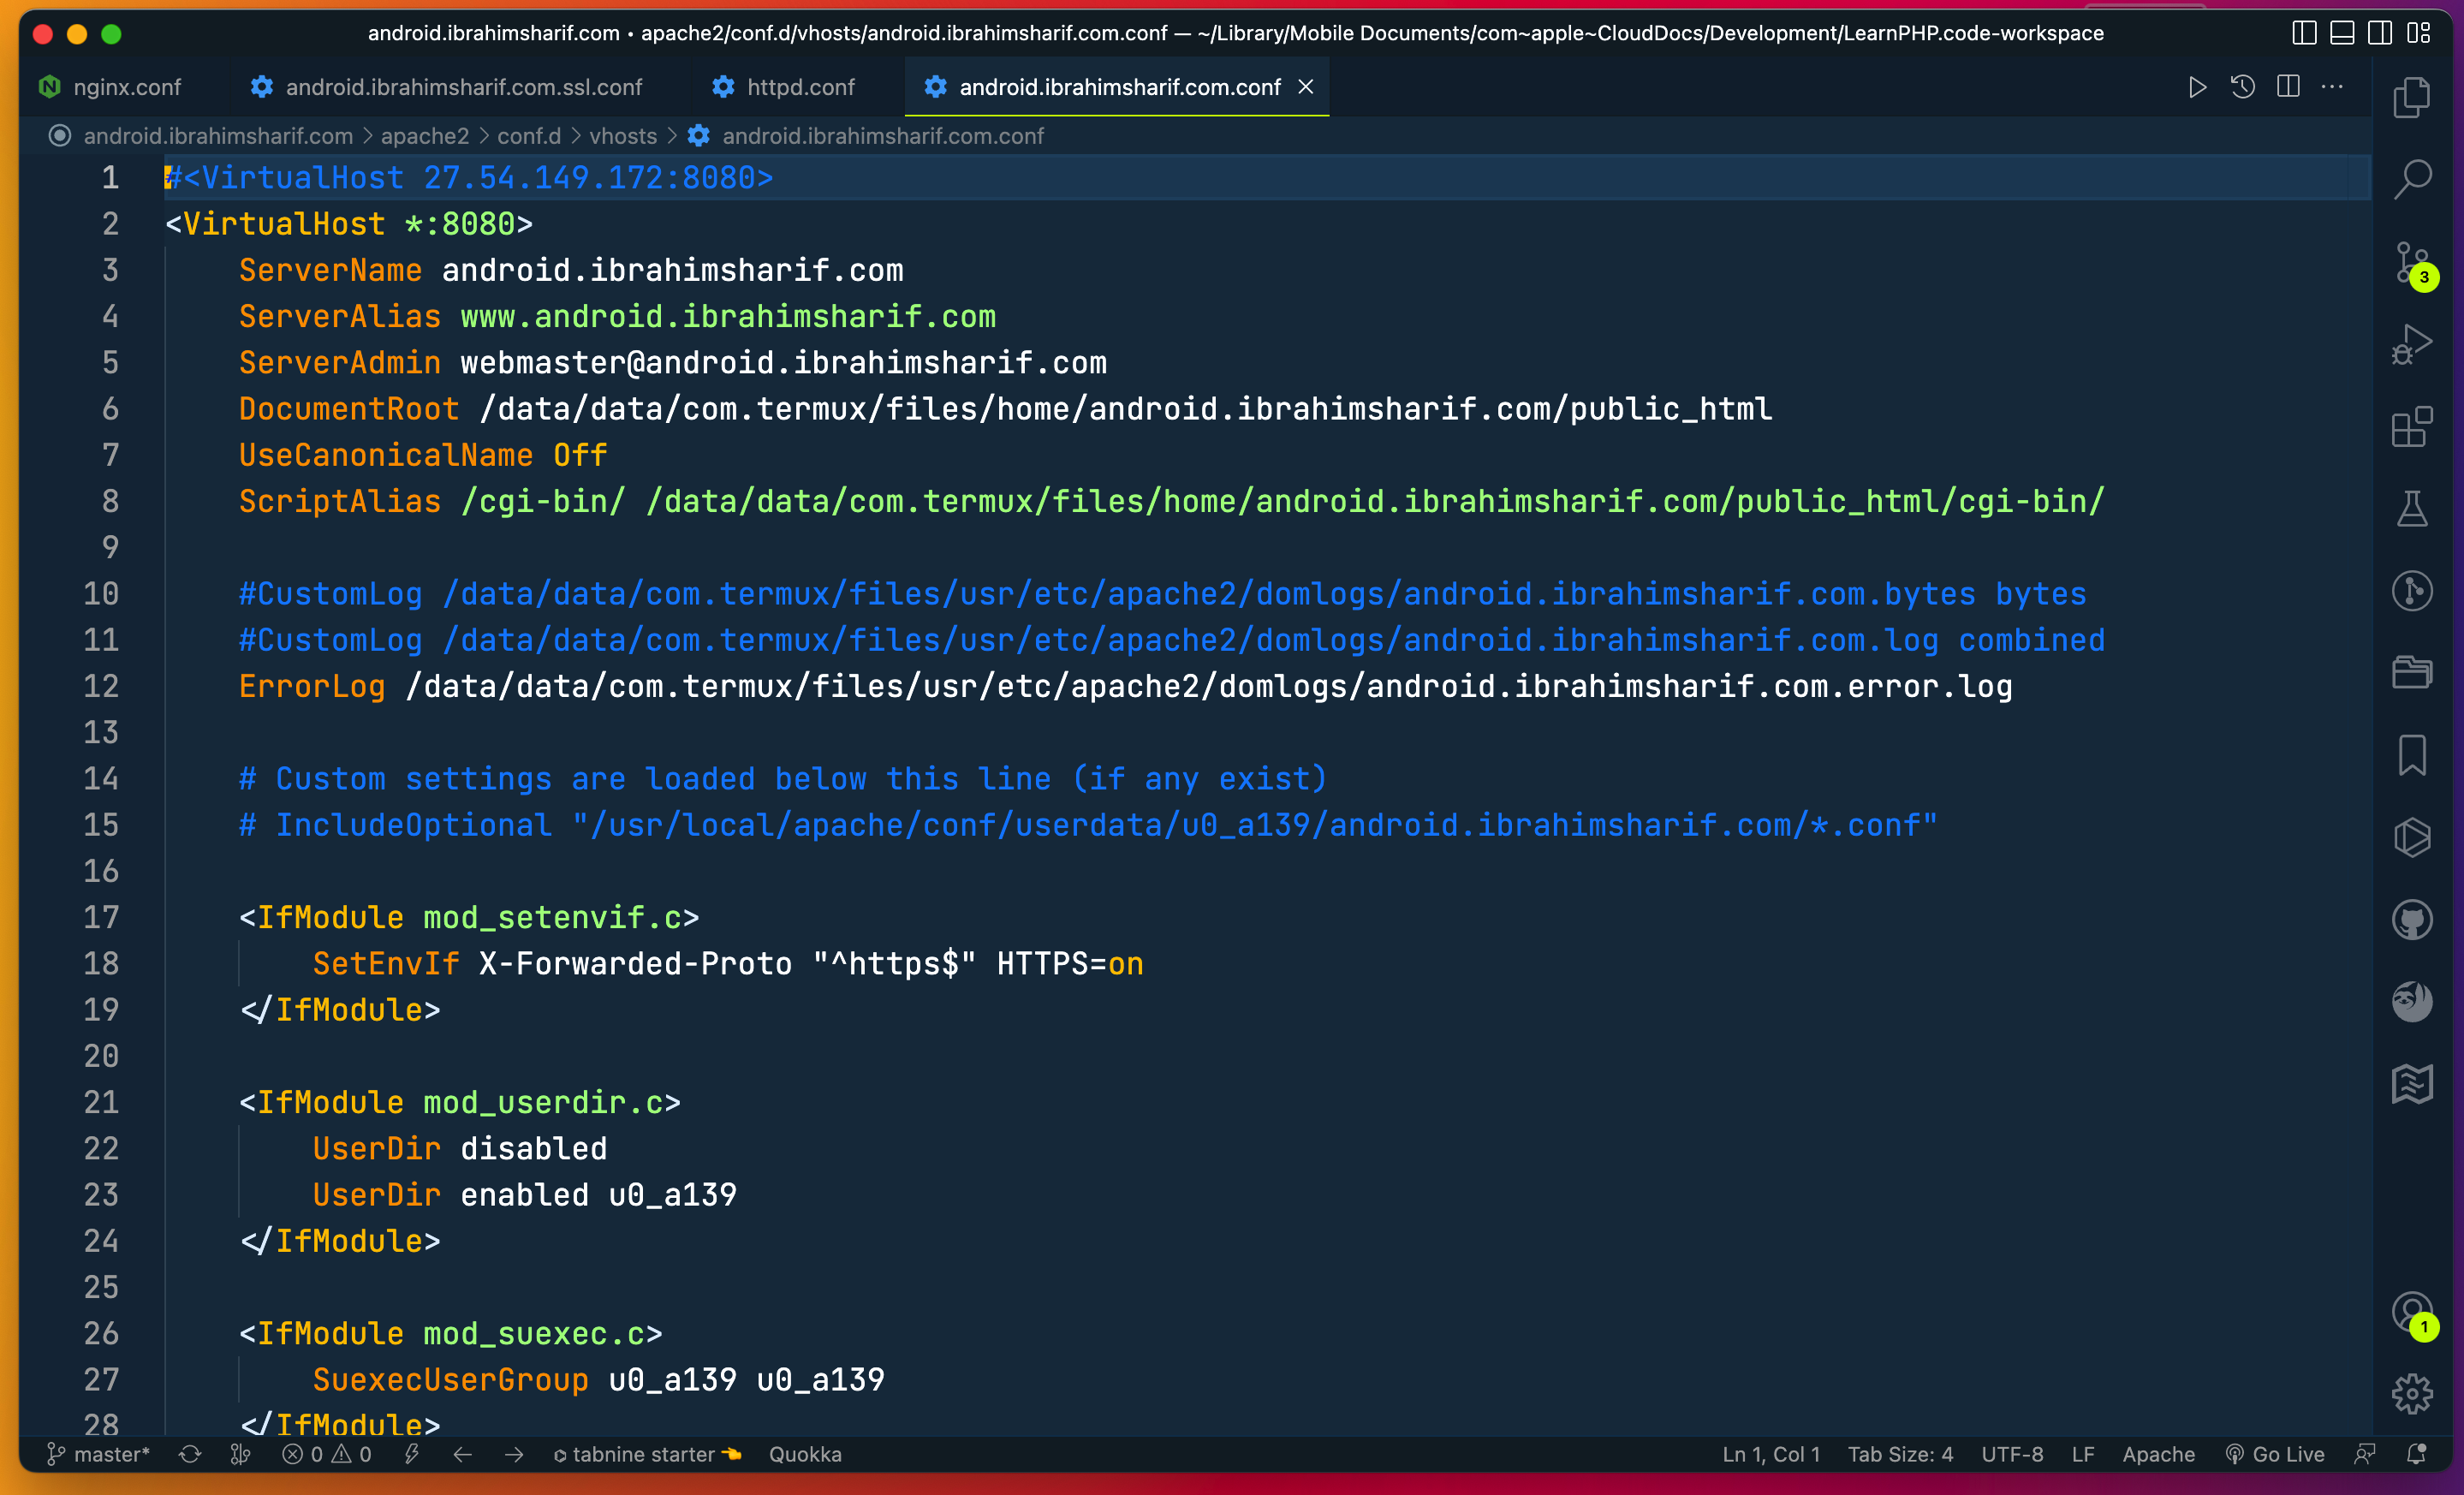 android.ibrahimsharif.com • apache2/conf.d/vhosts/android.ibrahimsharif.com.conf — ~/Library/Mobile Documents/com~apple~CloudDocs/Development/LearnPHP.code-workspace
nginx.conf android.ibrahimsharif.com.ssl.conf httpd.conf android.ibrahimsharif.com.conf
android.ibrahimsharif.com > apache2 > conf.d > vhosts > android.ibrahimsharif.com.conf
1 #<VirtualHost 27.54.149.172:8080>
2 <VirtualHost *:8080>
3 ServerName android.ibrahimsharif.com
4 ServerAlias www.android.ibrahimsharif.com
5 ServerAdmin webmaster@android.ibrahimsharif.com
6 DocumentRoot /data/data/com.termux/files/home/android.ibrahimsharif.com/public_html
7 UseCanonicalName Off
8 ScriptAlias /cgi-bin/ /data/data/com.termux/files/home/android.ibrahimsharif.com/public_html/cgi-bin/
9
10 #CustomLog /data/data/com.termux/files/usr/etc/apache2/domlogs/android.ibrahimsharif.com.bytes bytes
11 #CustomLog /data/data/com.termux/files/usr/etc/apache2/domlogs/android.ibrahimsharif.com.log combined
12 ErrorLog /data/data/com.termux/files/usr/etc/apache2/domlogs/android.ibrahimsharif.com.error.log
13
14 # Custom settings are loaded below this line (if any exist)
15 # IncludeOptional "/usr/local/apache/conf/userdata/u0_a139/android.ibrahimsharif.com/*.conf"
16
17 <IfModule mod_setenvif.c>
18 SetEnvIf X-Forwarded-Proto "^https$" HTTPS=on
19 </IfModule>
20
21 <IfModule mod_userdir.c>
22 UserDir disabled
23 UserDir enabled u0_a139
24 </IfModule>
25
26 <IfModule mod_suexec.c>
27 SuexecUserGroup u0_a139 u0_a139
28 </IfModule>
3
1
master* 0 0 tabnine starter Quokka Ln 1, Col 1 Tab Size: 4 UTF-8 LF Apache Go Live